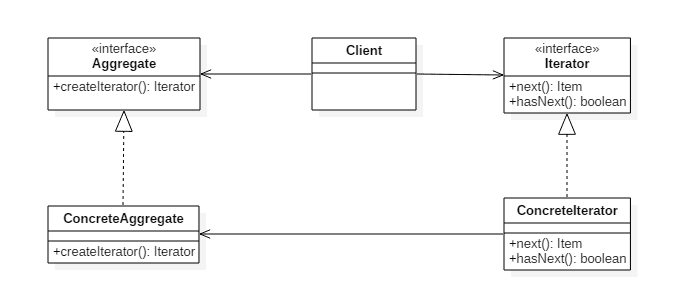 «interface»
Aggregate
+createIterator(): Iterator
Client
«interface»
Iterator
+next(): Item
+hasNext(): boolean
ConcreteAggregate
+createIterator(): Iterator
ConcreteIterator
+next(): Item
+hasNext(): boolean